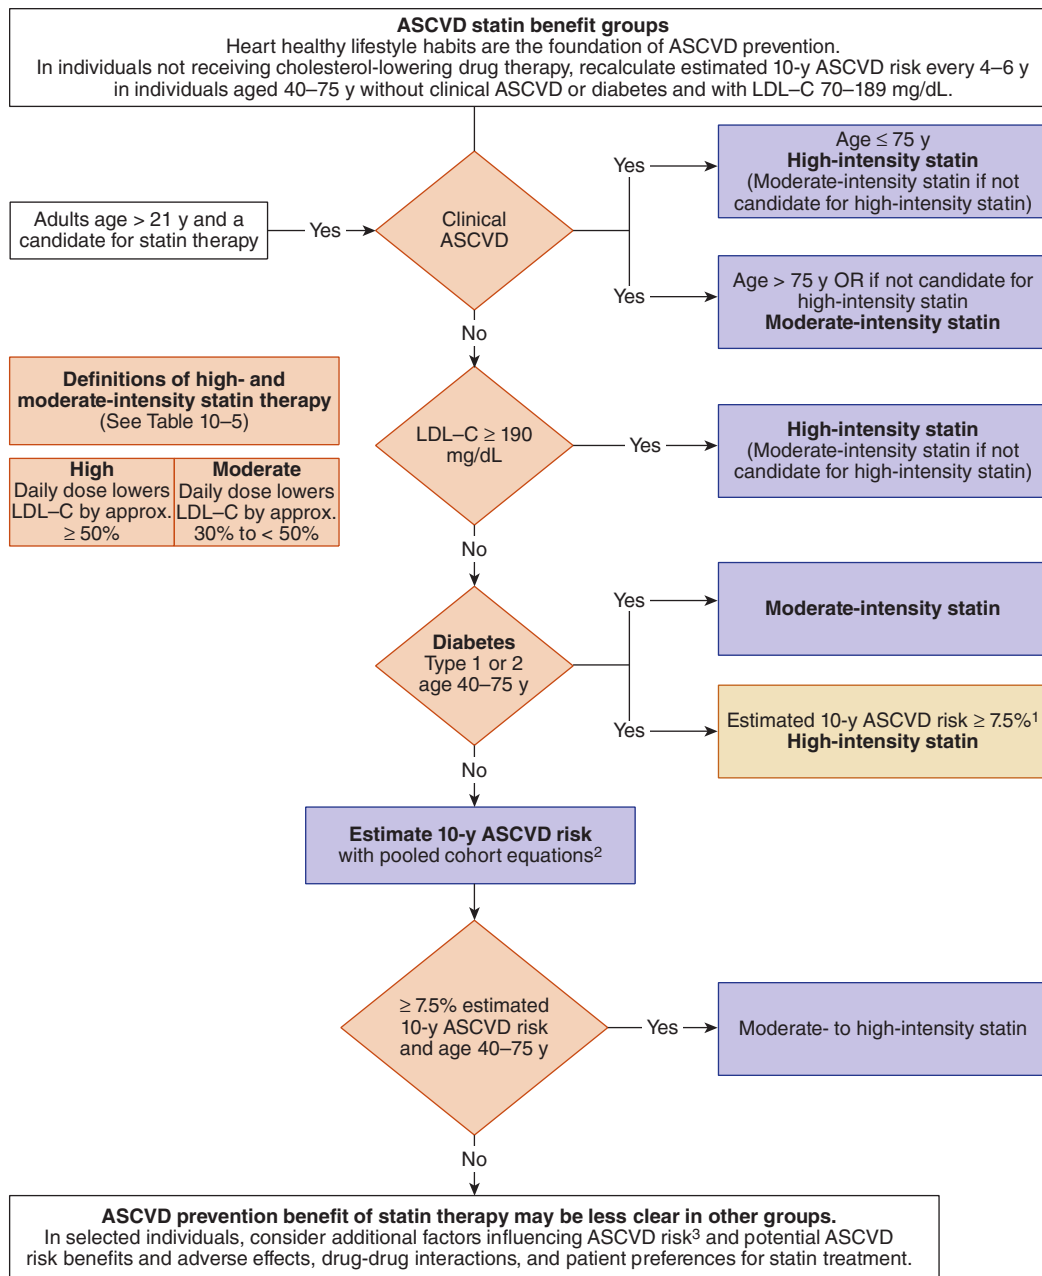 ASCVD statin benefit groups
Heart healthy lifestyle habits are the foundation of ASCVD prevention.
In individuals not receiving cholesterol-lowering drug therapy, recalculate estimated 10-y ASCVD risk every 4–6 y
in individuals aged 40–75 y without clinical ASCVD or diabetes and with LDL–C 70–189 mg/dL.
Adults age > 21 y and a
candidate for statin therapy
Yes
Clinical
ASCVD
Yes
Age ≤ 75 y
High-intensity statin
(Moderate-intensity statin if not
candidate for high-intensity statin)
Yes
Age > 75 y OR if not candidate for
high-intensity statin
Moderate-intensity statin
No
Definitions of high- and
moderate-intensity statin therapy
(See Table 10–5)
High
Daily dose lowers
LDL–C by approx.
≥ 50%
Moderate
Daily dose lowers
LDL–C by approx.
30% to < 50%
LDL–C ≥ 190
mg/dL
Yes
High-intensity statin
(Moderate-intensity statin if not
candidate for high-intensity statin)
No
Diabetes
Type 1 or 2
age 40–75 y
Yes
Moderate-intensity statin
Yes
Estimated 10-y ASCVD risk ≥ 7.5%¹
High-intensity statin
No
Estimate 10-y ASCVD risk
with pooled cohort equations²
≥ 7.5% estimated
10-y ASCVD risk
and age 40–75 y
Yes
Moderate- to high-intensity statin
No
ASCVD prevention benefit of statin therapy may be less clear in other groups.
In selected individuals, consider additional factors influencing ASCVD risk³ and potential ASCVD
risk benefits and adverse effects, drug-drug interactions, and patient preferences for statin treatment.